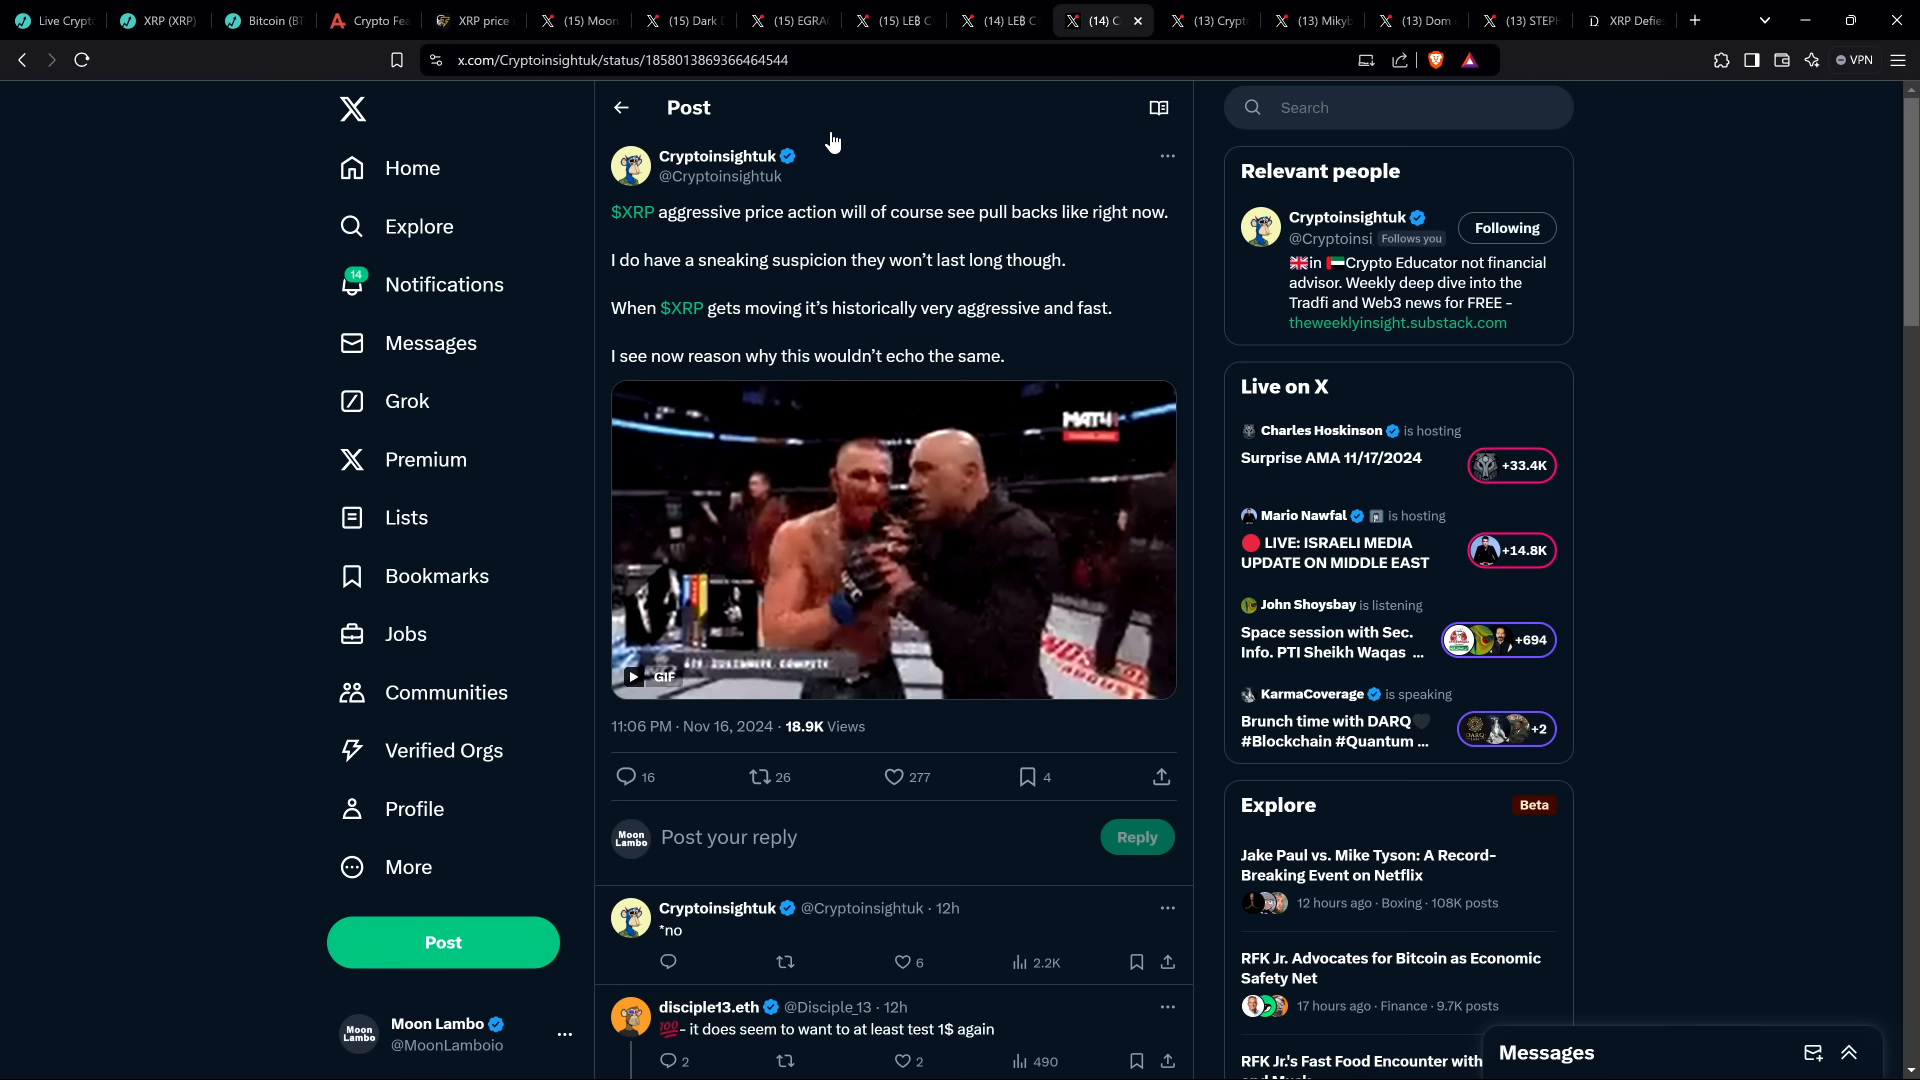 Live Crypt
XRP (XRP)
Bitcoin (BT
Crypto Fea
XRP price
(15) Moon
(15) Dark
(15) EGRA
(15) LEB C
(14) LEB C
(14) C
(13) Crypt
(13) Mikyb
(13) Dom
(13) STEPH
XRP Defie
x.com/Cryptoinsightuk/status/1858013869366464544
VPN
Home
Explore
14
Notifications
Messages
Grok
Premium
Lists
Bookmarks
Jobs
Communities
Verified Orgs
Profile
More
Post
Moon Lambo
Moon Lambo
@MoonLamboio
Post
Cryptoinsightuk
@Cryptoinsightuk
$XRP aggressive price action will of course see pull backs like right now.
I do have a sneaking suspicion they won't last long though.
When $XRP gets moving it's historically very aggressive and fast.
I see now reason why this wouldn't echo the same.
GIF
11:06 PM · Nov 16, 2024 · 18.9K Views
16 26 277 4
Moon Lambo
Post your reply
Reply
Cryptoinsightuk @Cryptoinsightuk · 12h
*no
6 2.2K
disciple13.eth @Disciple_13 · 12h
💯- it does seem to want to at least test 1$ again
2 2 490
Search
Relevant people
Cryptoinsightuk
@Cryptoinsi Follows you
Following
🇬🇧in 🇦🇪Crypto Educator not financial
advisor. Weekly deep dive into the
Tradfi and Web3 news for FREE -
theweeklyinsight.substack.com
Live on X
Charles Hoskinson is hosting
Surprise AMA 11/17/2024
+33.4K
Mario Nawfal is hosting
🔴 LIVE: ISRAELI MEDIA
UPDATE ON MIDDLE EAST
+14.8K
John Shoysbay is listening
Space session with Sec.
Info. PTI Sheikh Waqas ...
+694
KarmaCoverage is speaking
Brunch time with DARQ🖤
#Blockchain #Quantum ...
+2
Explore
Beta
Jake Paul vs. Mike Tyson: A Record-
Breaking Event on Netflix
12 hours ago · Boxing · 108K posts
RFK Jr. Advocates for Bitcoin as Economic
Safety Net
17 hours ago · Finance · 9.7K posts
RFK Jr.'s Fast Food Encounter with
Messages